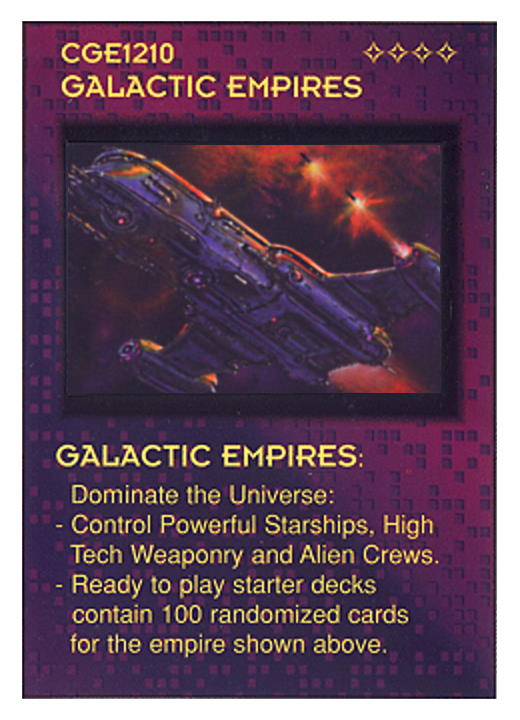 CGE1210
GALACTIC EMPIRES
GALACTIC EMPIRES:
Dominate the Universe:
- Control Powerful Starships, High
Tech Weaponry and Alien Crews.
- Ready to play starter decks
contain 100 randomized cards
for the empire shown above.